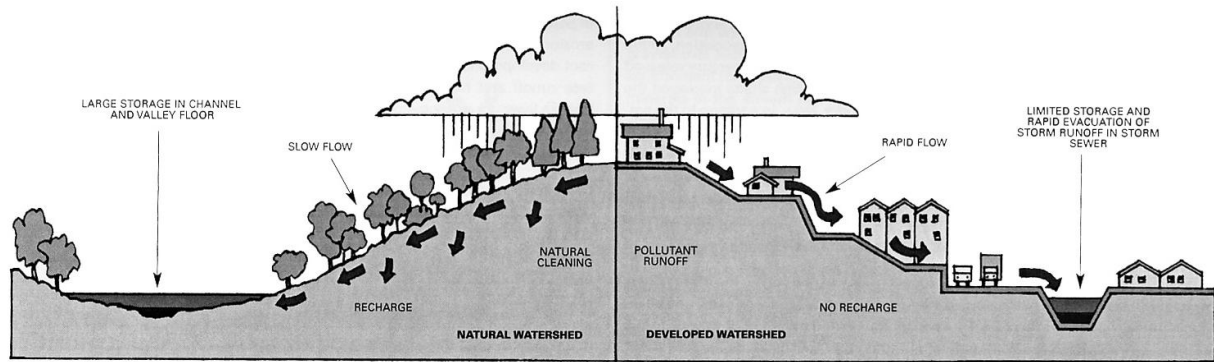 LARGE STORAGE IN CHANNEL
AND VALLEY FLOOR
SLOW FLOW
NATURAL
CLEANING
RECHARGE
NATURAL WATERSHED
POLLUTANT
RUNOFF
NO RECHARGE
DEVELOPED WATERSHED
RAPID FLOW
LIMITED STORAGE AND
RAPID EVACUATION OF
STORM RUNOFF IN STORM
SEWER